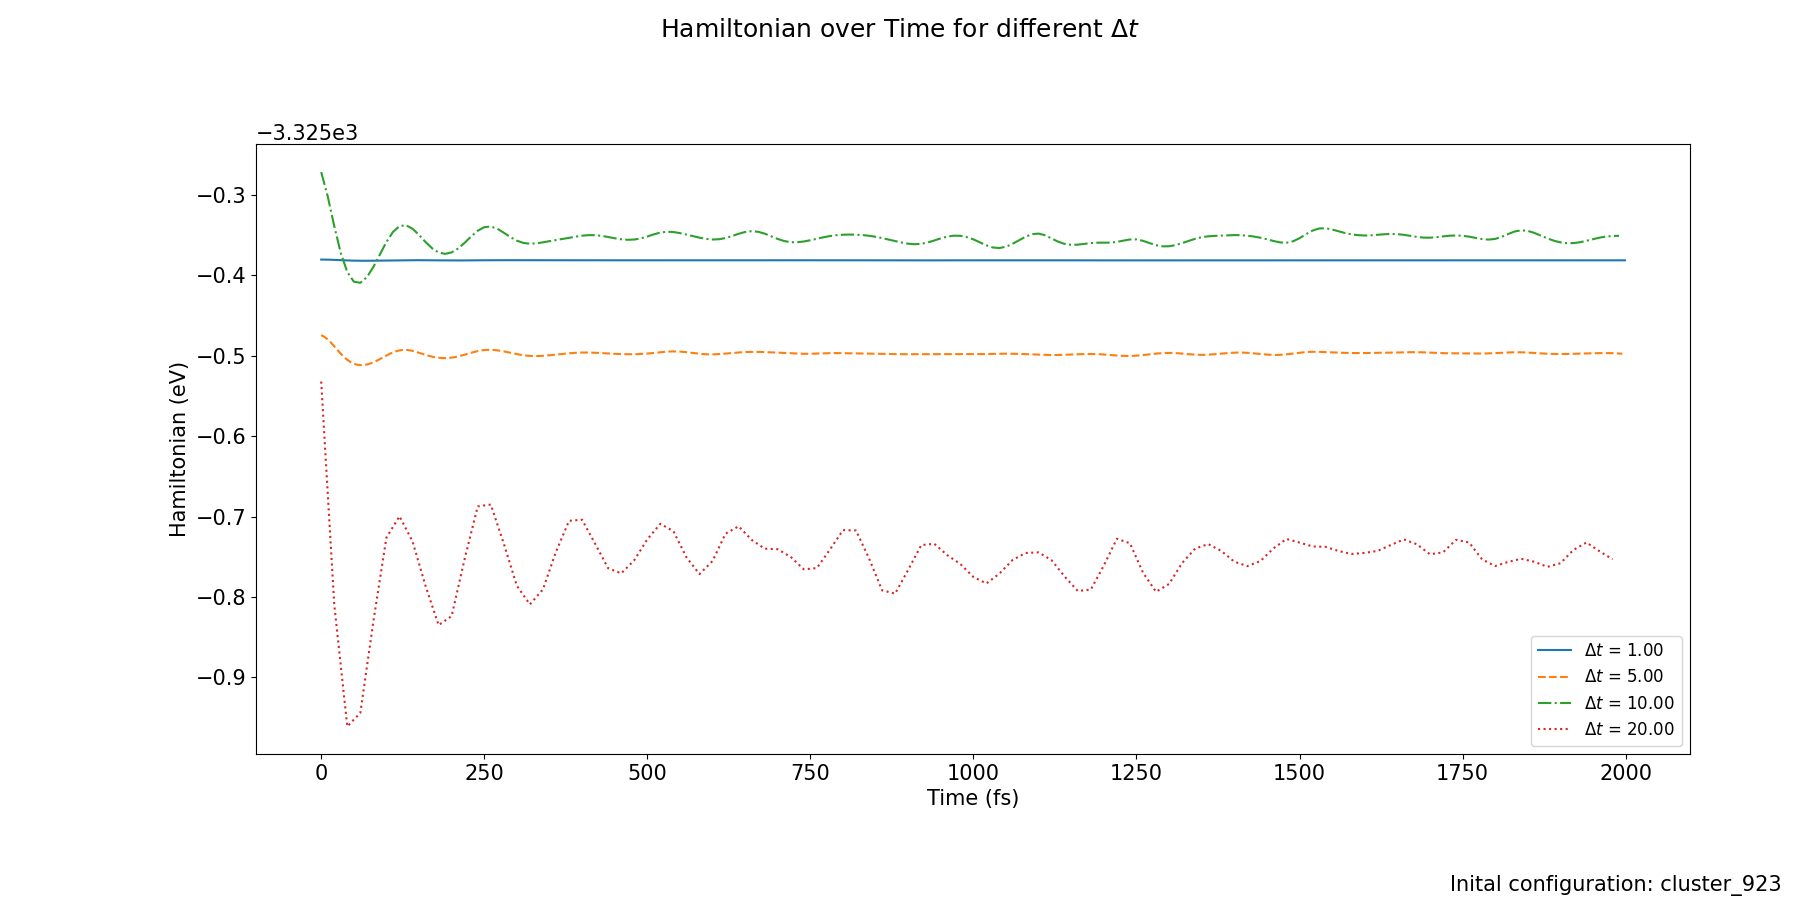 Hamiltonian over Time for different Δt
−3.325e3
−0.3
−0.4
−0.5
−0.6
−0.7
−0.8
−0.9
Hamiltonian (eV)
0 250 500 750 1000 1250 1500 1750 2000
Time (fs)
Δt = 1.00
Δt = 5.00
Δt = 10.00
Δt = 20.00
Inital configuration: cluster_923